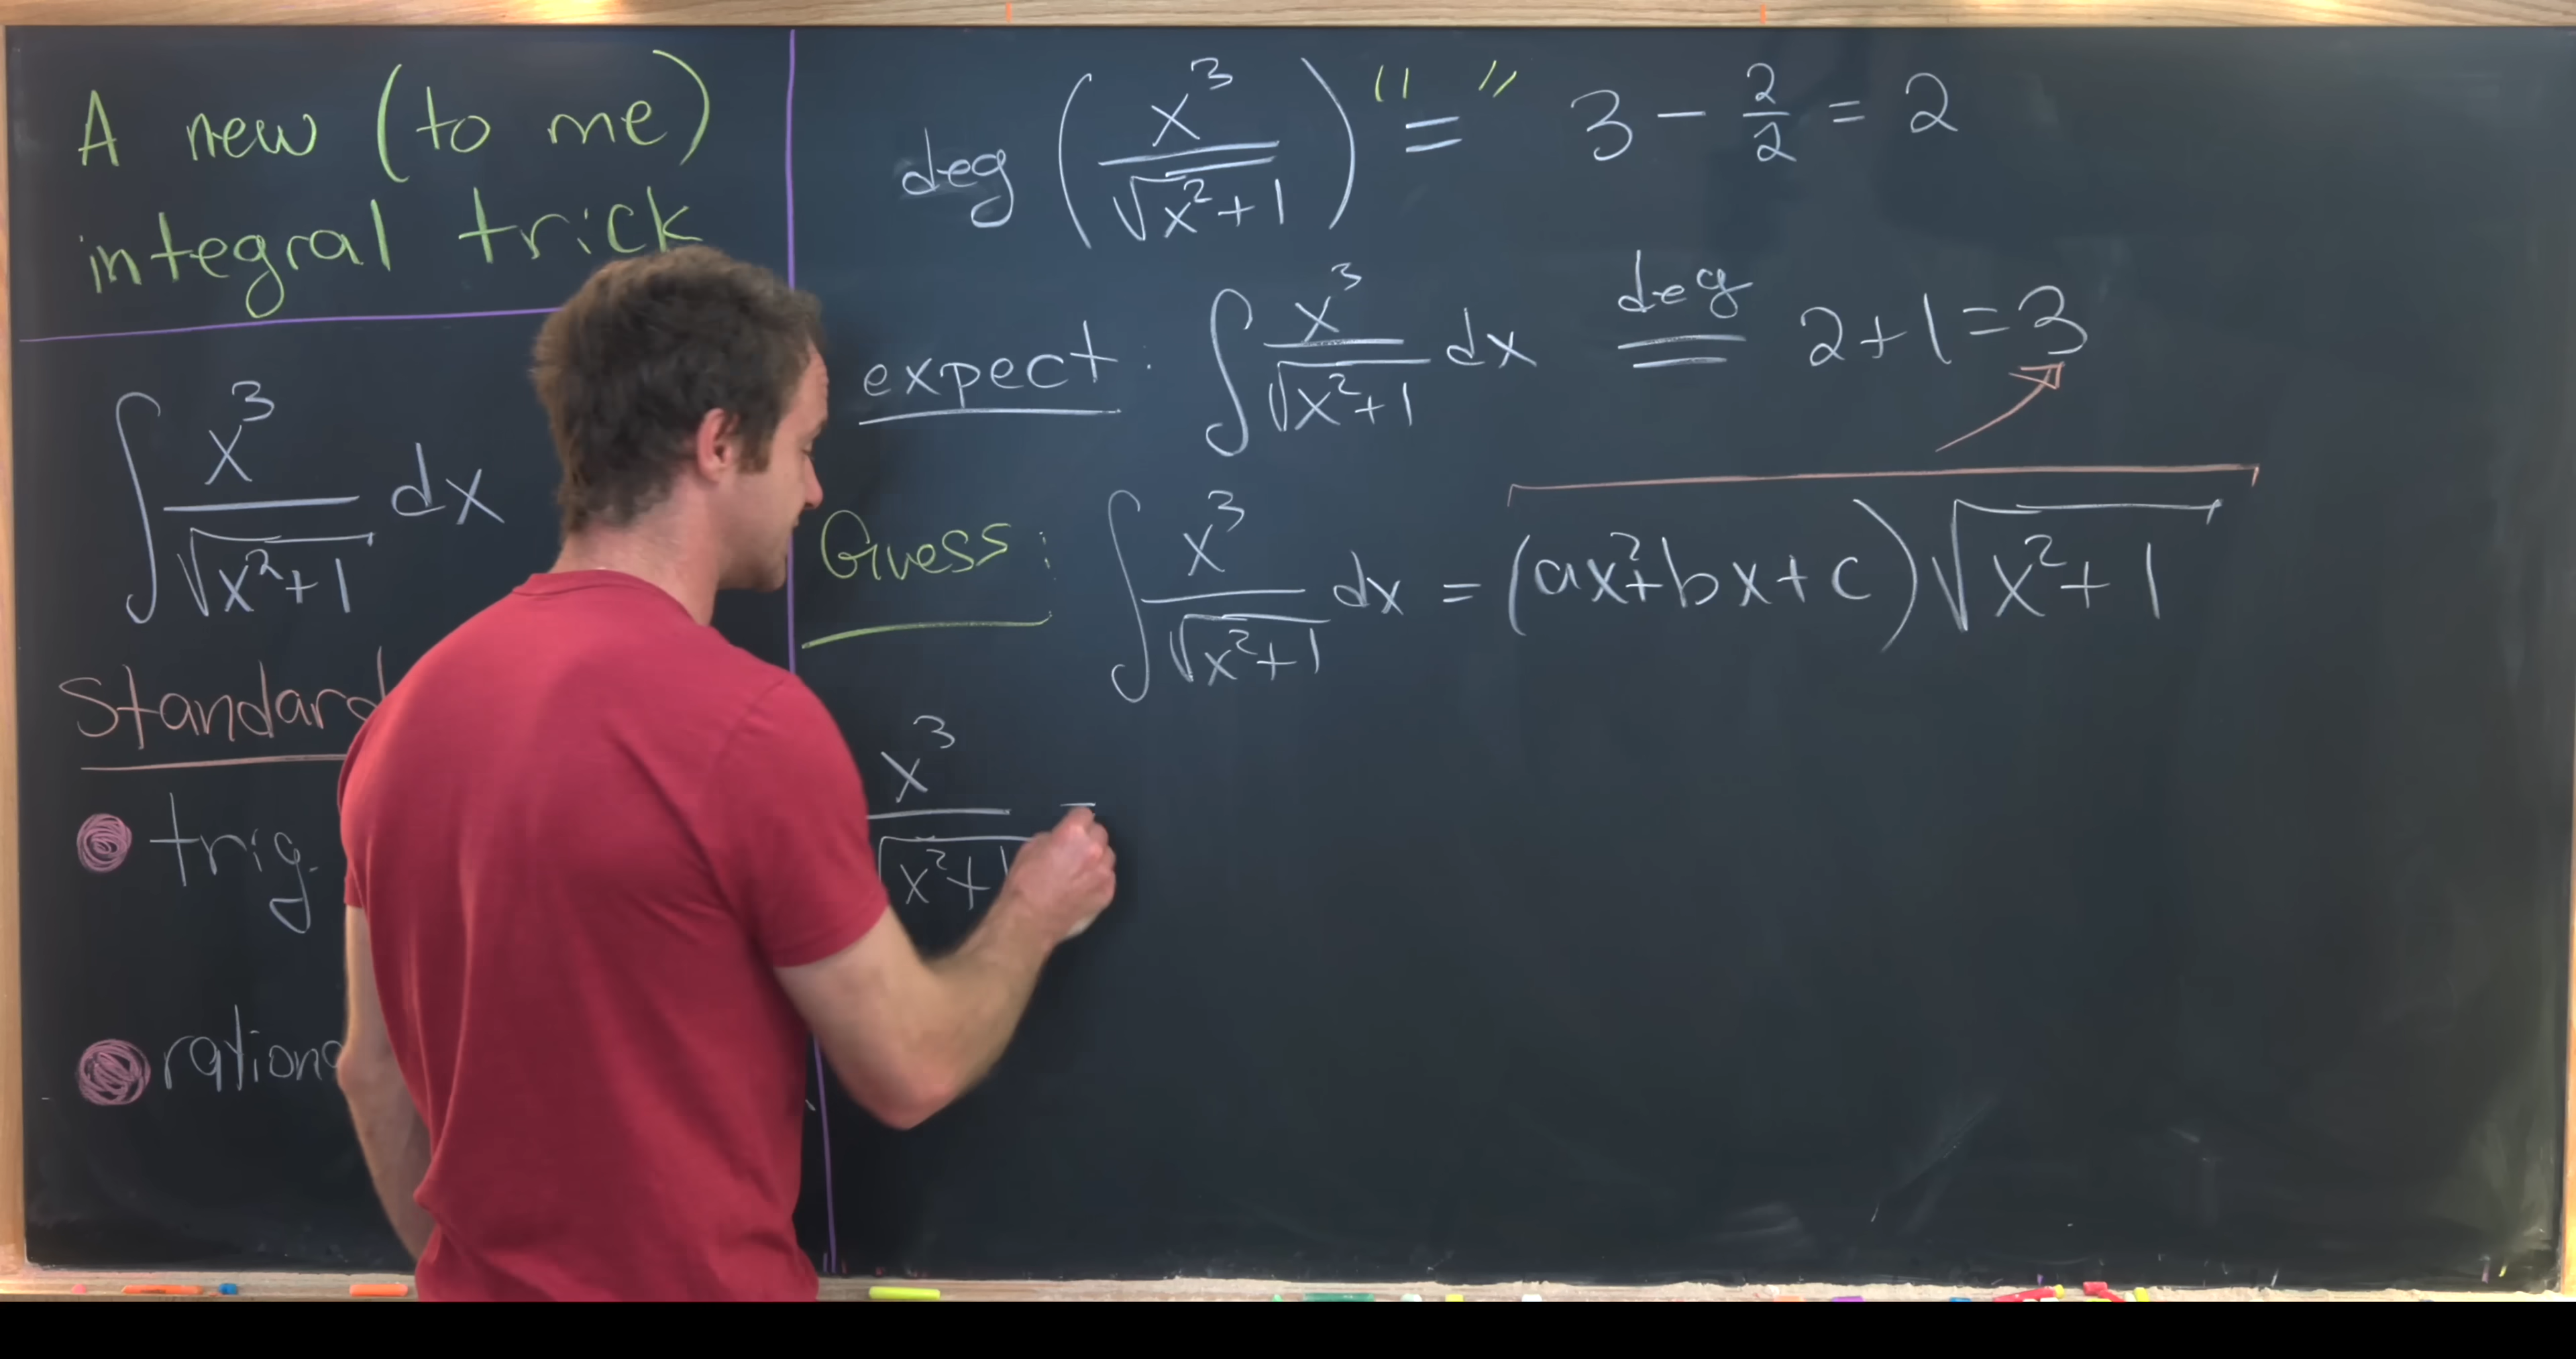 A new (to me)
integral trick
∫ x³/√(x²+1) dx
Standard
trig.
deg (x³/√(x²+1)) "=" 3 - 2/2 = 2
expect: ∫ x³/√(x²+1) dx deg= 2+1=3
Guess: ∫ x³/√(x²+1) dx = (ax²+bx+c)√(x²+1)
x³/√(x²+1)